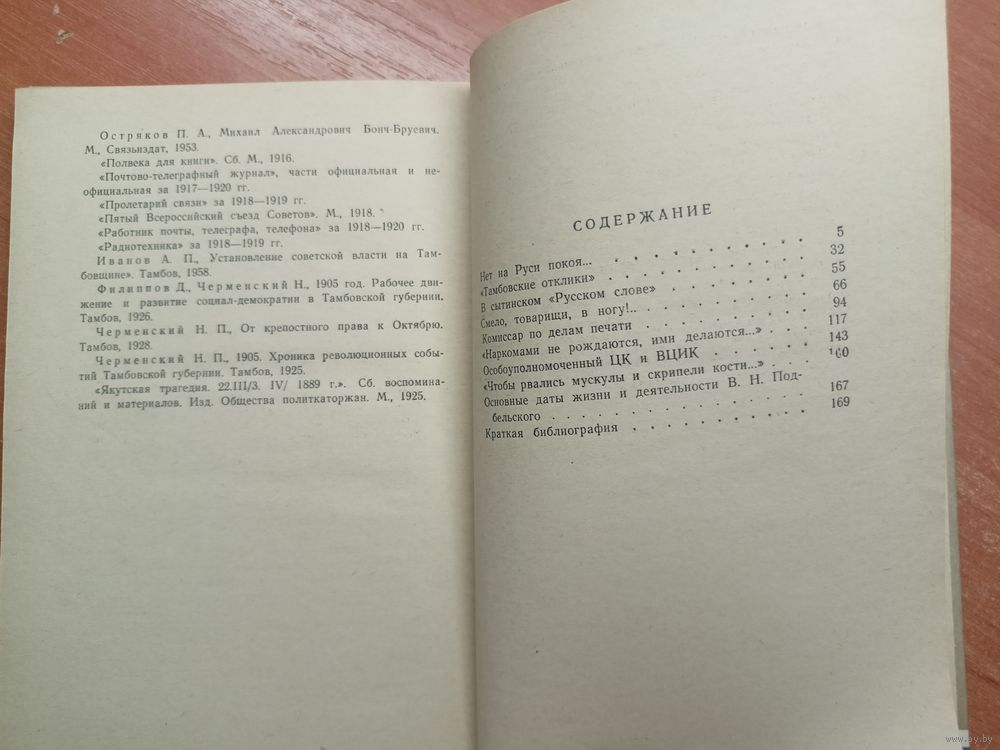 Остряков П. А., Михаил Александрович Бонч-Бруевич.
М., Связьиздат, 1953.
«Полвека для книги». Сб. М., 1916.
«Почтово-телеграфный журнал», части официальная и не-
официальная за 1917—1920 гг.
«Пролетарий связи» за 1918—1919 гг.
«Пятый Всероссийский съезд Советов». М., 1918.
«Работник почты, телеграфа, телефона» за 1918—1920 гг.
«Радиотехника» за 1918—1919 гг.
Иванов А. П., Установление советской власти на Там-
бовщине». Тамбов, 1958.
Филиппов Д., Черменский Н., 1905 год. Рабочее дви-
жение и развитие социал-демократии в Тамбовской губернии.
Тамбов, 1926.
Черменский Н. П., От крепостного права к Октябрю.
Тамбов, 1928.
Черменский Н. П., 1905. Хроника революционных собы-
тий Тамбовской губернии. Тамбов, 1925.
«Якутская трагедия. 22.III/3. IV/ 1889 г.». Сб. воспомина-
ний и материалов. Изд. Общества политкаторжан. М., 1925.
СОДЕРЖАНИЕ
Нет на Руси покоя... 5
«Тамбовские отклики» 32
В сытинском «Русском слове» 55
Смело, товарищи, в ногу!.. 66
Комиссар по делам печати 94
«Наркомами не рождаются, ими делаются...» 117
Особоуполномоченный ЦК и ВЦИК 143
«Чтобы рвались мускулы и скрипели кости...» 160
Основные даты жизни и деятельности В. Н. Под-
бельского 167
Краткая библиография 169
www.ay.by